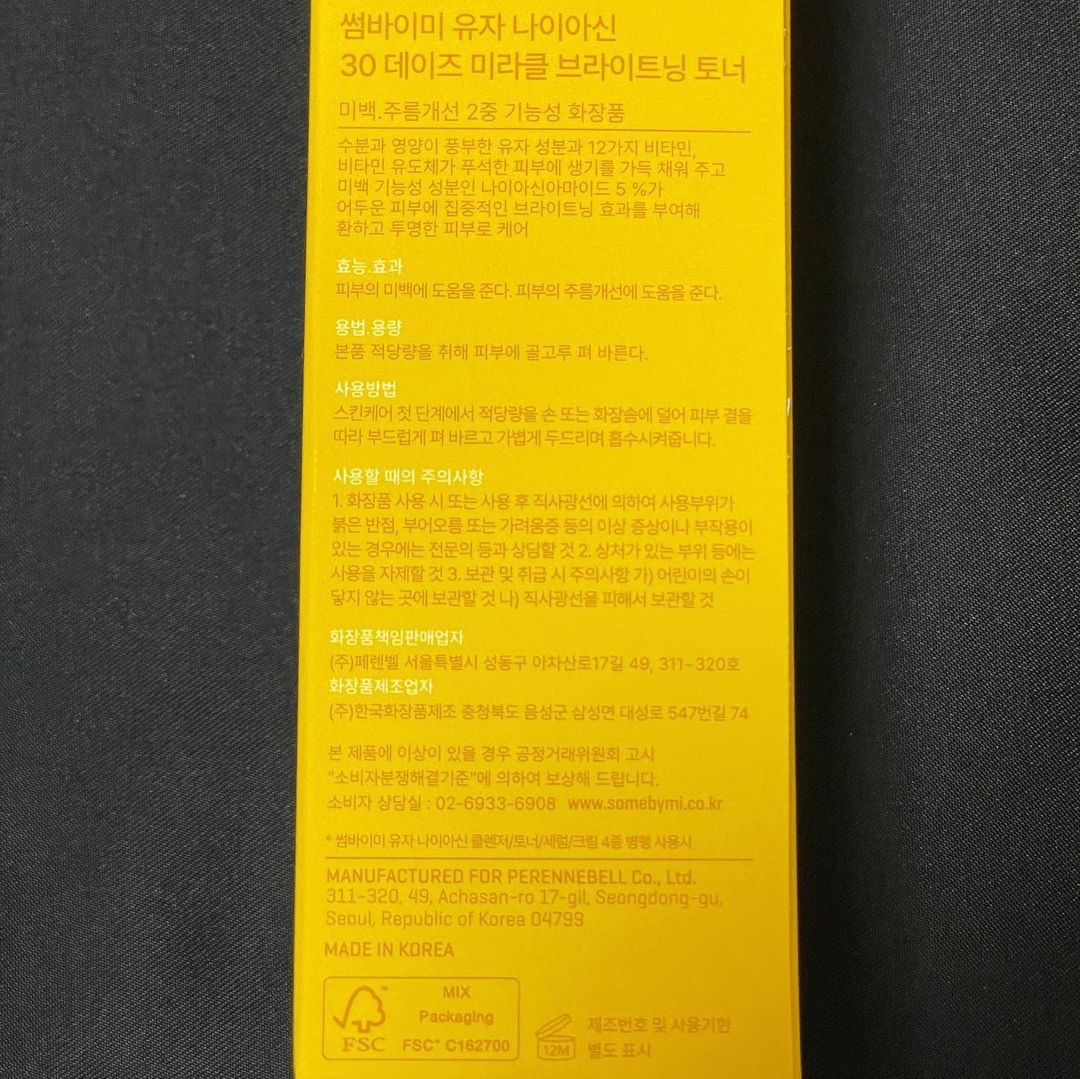 썸바이미 유자 나이아신
30 데이즈 미라클 브라이트닝 토너
미백.주름개선 2중 기능성 화장품
수분과 영양이 풍부한 유자 성분과 12가지 비타민,
비타민 유도체가 푸석한 피부에 생기를 가득 채워 주고
미백 기능성 성분인 나이아신아마이드 5 %가
어두운 피부에 집중적인 브라이트닝 효과를 부여해
환하고 투명한 피부로 케어
효능.효과
피부의 미백에 도움을 준다. 피부의 주름개선에 도움을 준다.
용법.용량
본품 적당량을 취해 피부에 골고루 펴 바른다.
사용방법
스킨케어 첫 단계에서 적당량을 손 또는 화장솜에 덜어 피부 결을
따라 부드럽게 펴 바르고 가볍게 두드리며 흡수시켜줍니다.
사용할 때의 주의사항
1. 화장품 사용 시 또는 사용 후 직사광선에 의하여 사용부위가
붉은 반점, 부어오름 또는 가려움증 등의 이상 증상이나 부작용이
있는 경우에는 전문의 등과 상담할 것 2. 상처가 있는 부위 등에는
사용을 자제할 것 3. 보관 및 취급 시 주의사항 가) 어린이의 손이
닿지 않는 곳에 보관할 것 나) 직사광선을 피해서 보관할 것
화장품책임판매업자
(주)페렌벨 서울특별시 성동구 아차산로17길 49, 311~320호
화장품제조업자
(주)한국화장품제조 충청북도 음성군 삼성면 대성로 547번길 74
본 제품에 이상이 있을 경우 공정거래위원회 고시
"소비자분쟁해결기준"에 의하여 보상해 드립니다.
소비자 상담실 : 02-6933-6908 www.somebymi.co.kr
* 썸바이미 유자 나이아신 클렌저/토너/세럼/크림 4종 병행 사용시
MANUFACTURED FOR PERENNEBELL Co., Ltd.
311~320, 49, Achasan-ro 17-gil, Seongdong-gu,
Seoul, Republic of Korea 04799
MADE IN KOREA
MIX
Packaging
FSC™ C162700
FSC
12M
제조번호 및 사용기한
별도 표시